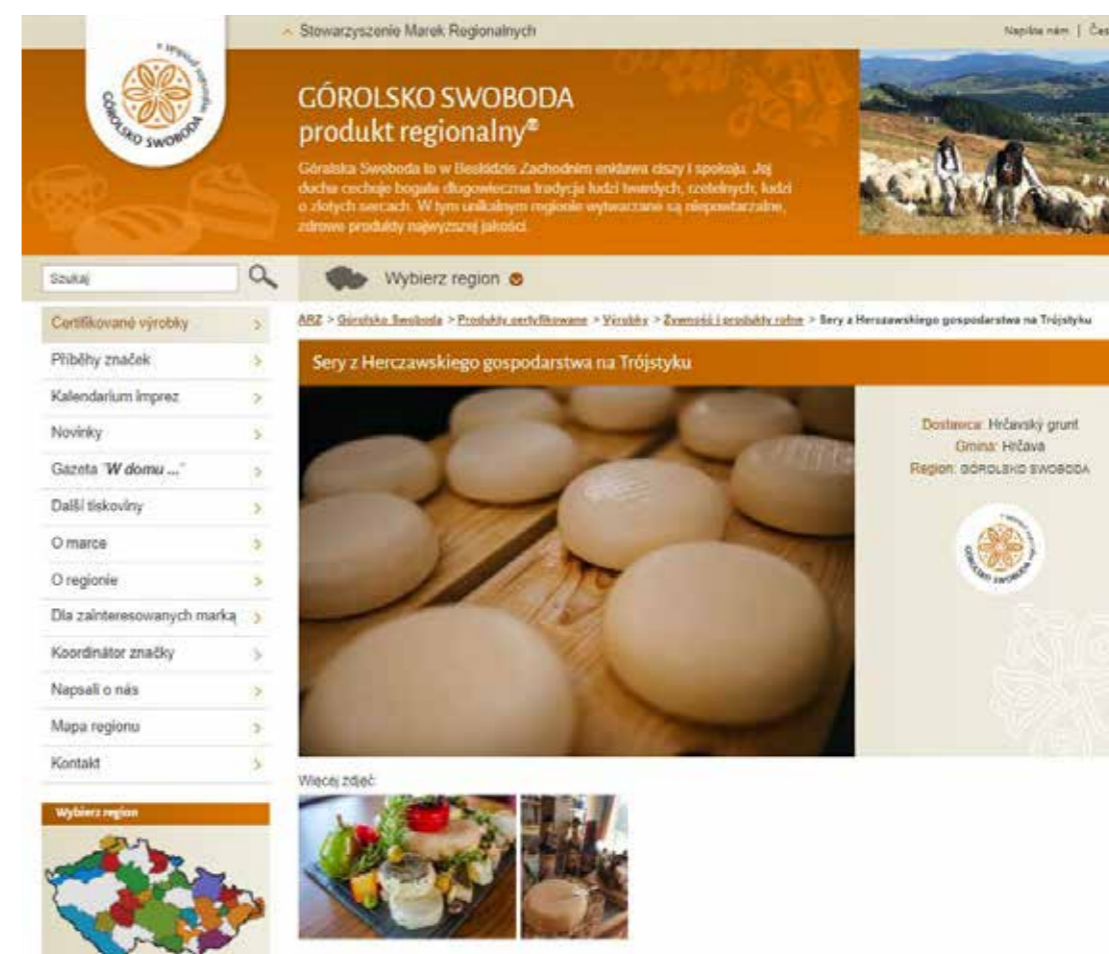 Stowarzyszenie Marek Regionalnych
Napište nám | Čes
GÓROLSKO SWOBODA
GÓROLSKO SWOBODA
produkt regionalny®
Góralska Swoboda to w Beskidzie Zachodnim enklawa ciszy i spokoju. Jej
ducha cechuje bogata długowieczna tradycja ludzi twardych, rzetelnych, ludzi
o złotych sercach. W tym unikalnym regionie wytwarzane są niepowtarzalne,
zdrowe produkty najwyższej jakości.
Szukaj
Wybierz region
Certifikované výrobky
Příběhy značek
Kalendarium imprez
Novinky
Gazeta "W domu ..."
Další tiskoviny
O marce
O regionie
Dla zainteresowanych marką
Koordinátor značky
Napsali o nás
Mapa regionu
Kontakt
Wybierz region
ARZ > Górolsko Swoboda > Produkty certyfikowane > Výrobky > Żywność i produkty rolne > Sery z Herczawskiego gospodarstwa na Trójstyku
Sery z Herczawskiego gospodarstwa na Trójstyku
Dostawca: Hrčavský grunt
Gmina: Hrčava
Region: GÓROLSKO SWOBODA
GÓROLSKO SWOBODA
Więcej zdjęć: